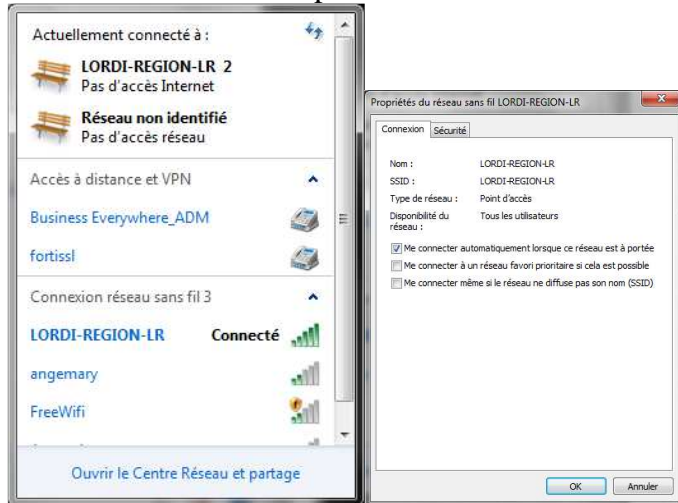 Actuellement connecté à :
LORDI-REGION-LR 2
Pas d'accès Internet
Réseau non identifié
Pas d'accès réseau
Accès à distance et VPN
Business Everywhere_ADM
fortissl
Connexion réseau sans fil 3
LORDI-REGION-LR Connecté
angemary
FreeWifi
Ouvrir le Centre Réseau et partage
Propriétés du réseau sans fil LORDI-REGION-LR
Connexion Sécurité
Nom : LORDI-REGION-LR
SSID : LORDI-REGION-LR
Type de réseau : Point d'accès
Disponibilité du Tous les utilisateurs
réseau :
Me connecter automatiquement lorsque ce réseau est à portée
Me connecter à un réseau favori prioritaire si cela est possible
Me connecter même si le réseau ne diffuse pas son nom (SSID)
OK Annuler